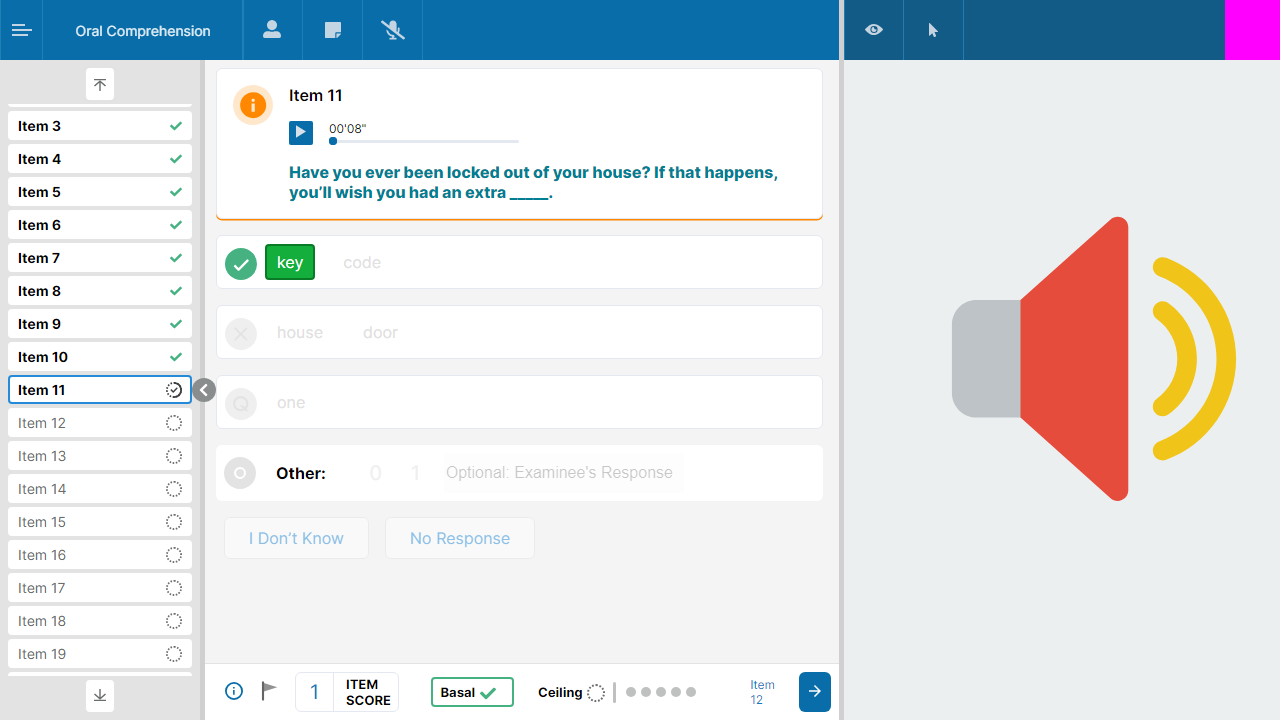 Oral Comprehension
Item 3
Item 4
Item 5
Item 6
Item 7
Item 8
Item 9
Item 10
Item 11
Item 12
Item 13
Item 14
Item 15
Item 16
Item 17
Item 18
Item 19
Item 11
00'08"
Have you ever been locked out of your house? If that happens,
you’ll wish you had an extra _____.
key code
house door
Q one
Other: 0 1 Optional: Examinee's Response
I Don’t Know No Response
1 ITEM
SCORE
Basal
Ceiling
Item
12